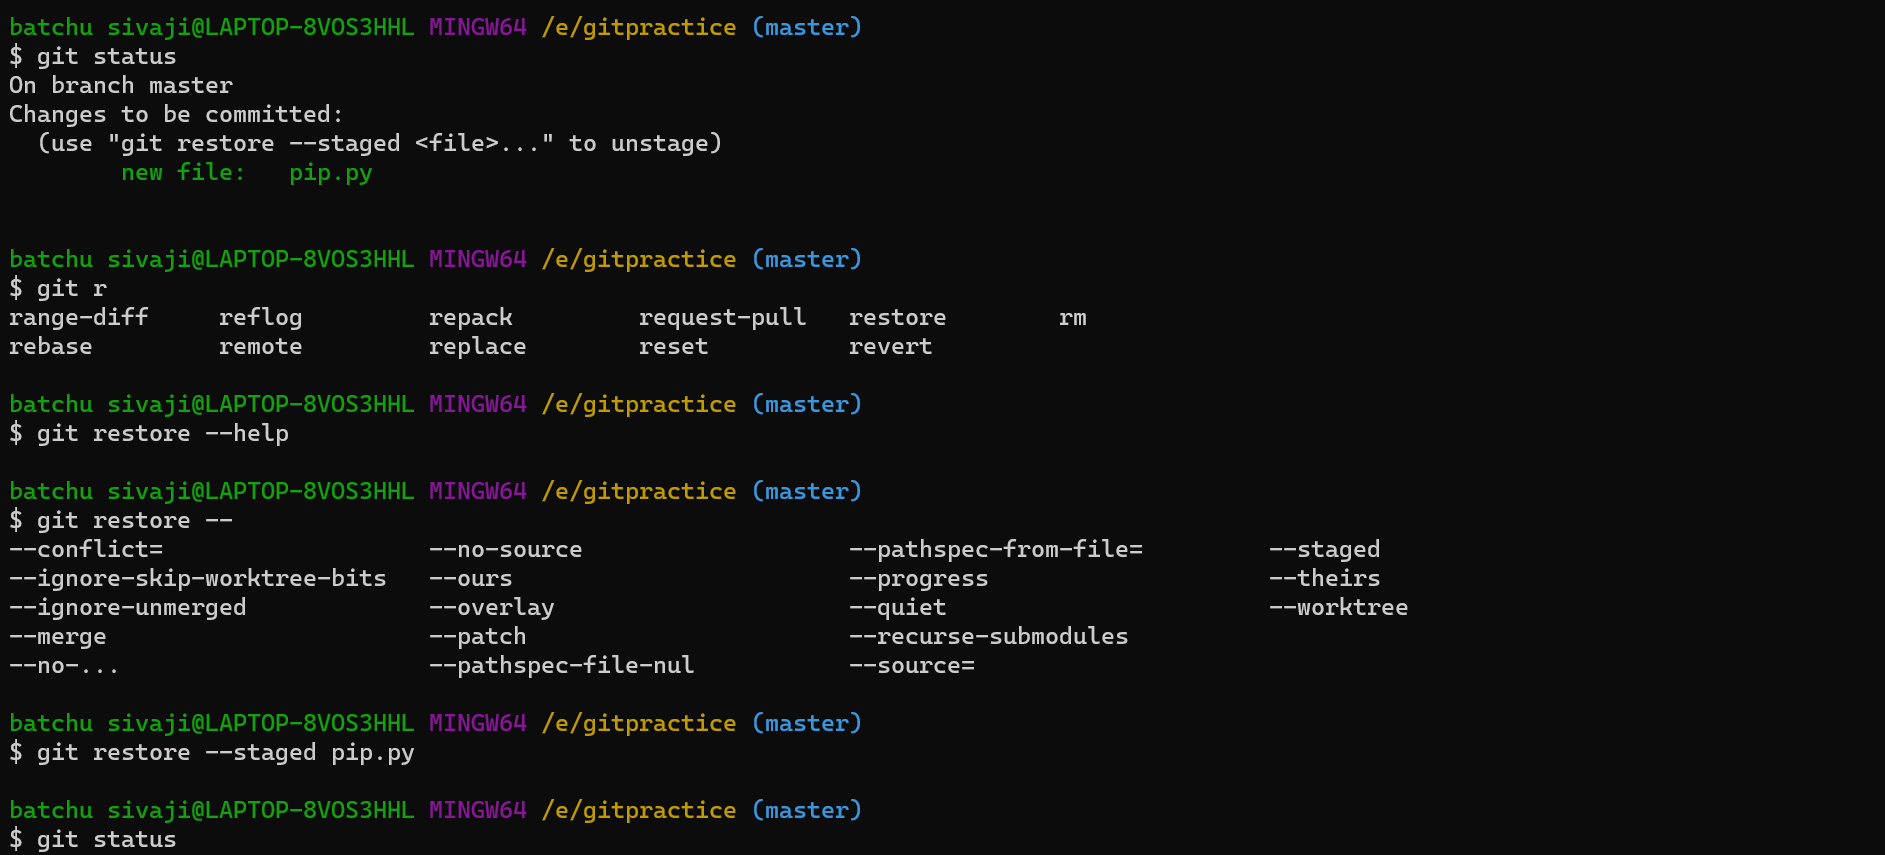 batchu sivaji@LAPTOP-8VOS3HHL MINGW64 /e/gitpractice (master)
$ git status
On branch master
Changes to be committed:
  (use "git restore --staged <file>..." to unstage)
        new file:   pip.py

batchu sivaji@LAPTOP-8VOS3HHL MINGW64 /e/gitpractice (master)
$ git r
range-diff     reflog         repack         request-pull   restore        rm
rebase         remote         replace        reset          revert

batchu sivaji@LAPTOP-8VOS3HHL MINGW64 /e/gitpractice (master)
$ git restore --help

batchu sivaji@LAPTOP-8VOS3HHL MINGW64 /e/gitpractice (master)
$ git restore --
--conflict=                   --no-source                   --pathspec-from-file=         --staged
--ignore-skip-worktree-bits   --ours                        --progress                    --theirs
--ignore-unmerged             --overlay                     --quiet                       --worktree
--merge                       --patch                       --recurse-submodules
--no-...                      --pathspec-file-nul           --source=

batchu sivaji@LAPTOP-8VOS3HHL MINGW64 /e/gitpractice (master)
$ git restore --staged pip.py

batchu sivaji@LAPTOP-8VOS3HHL MINGW64 /e/gitpractice (master)
$ git status